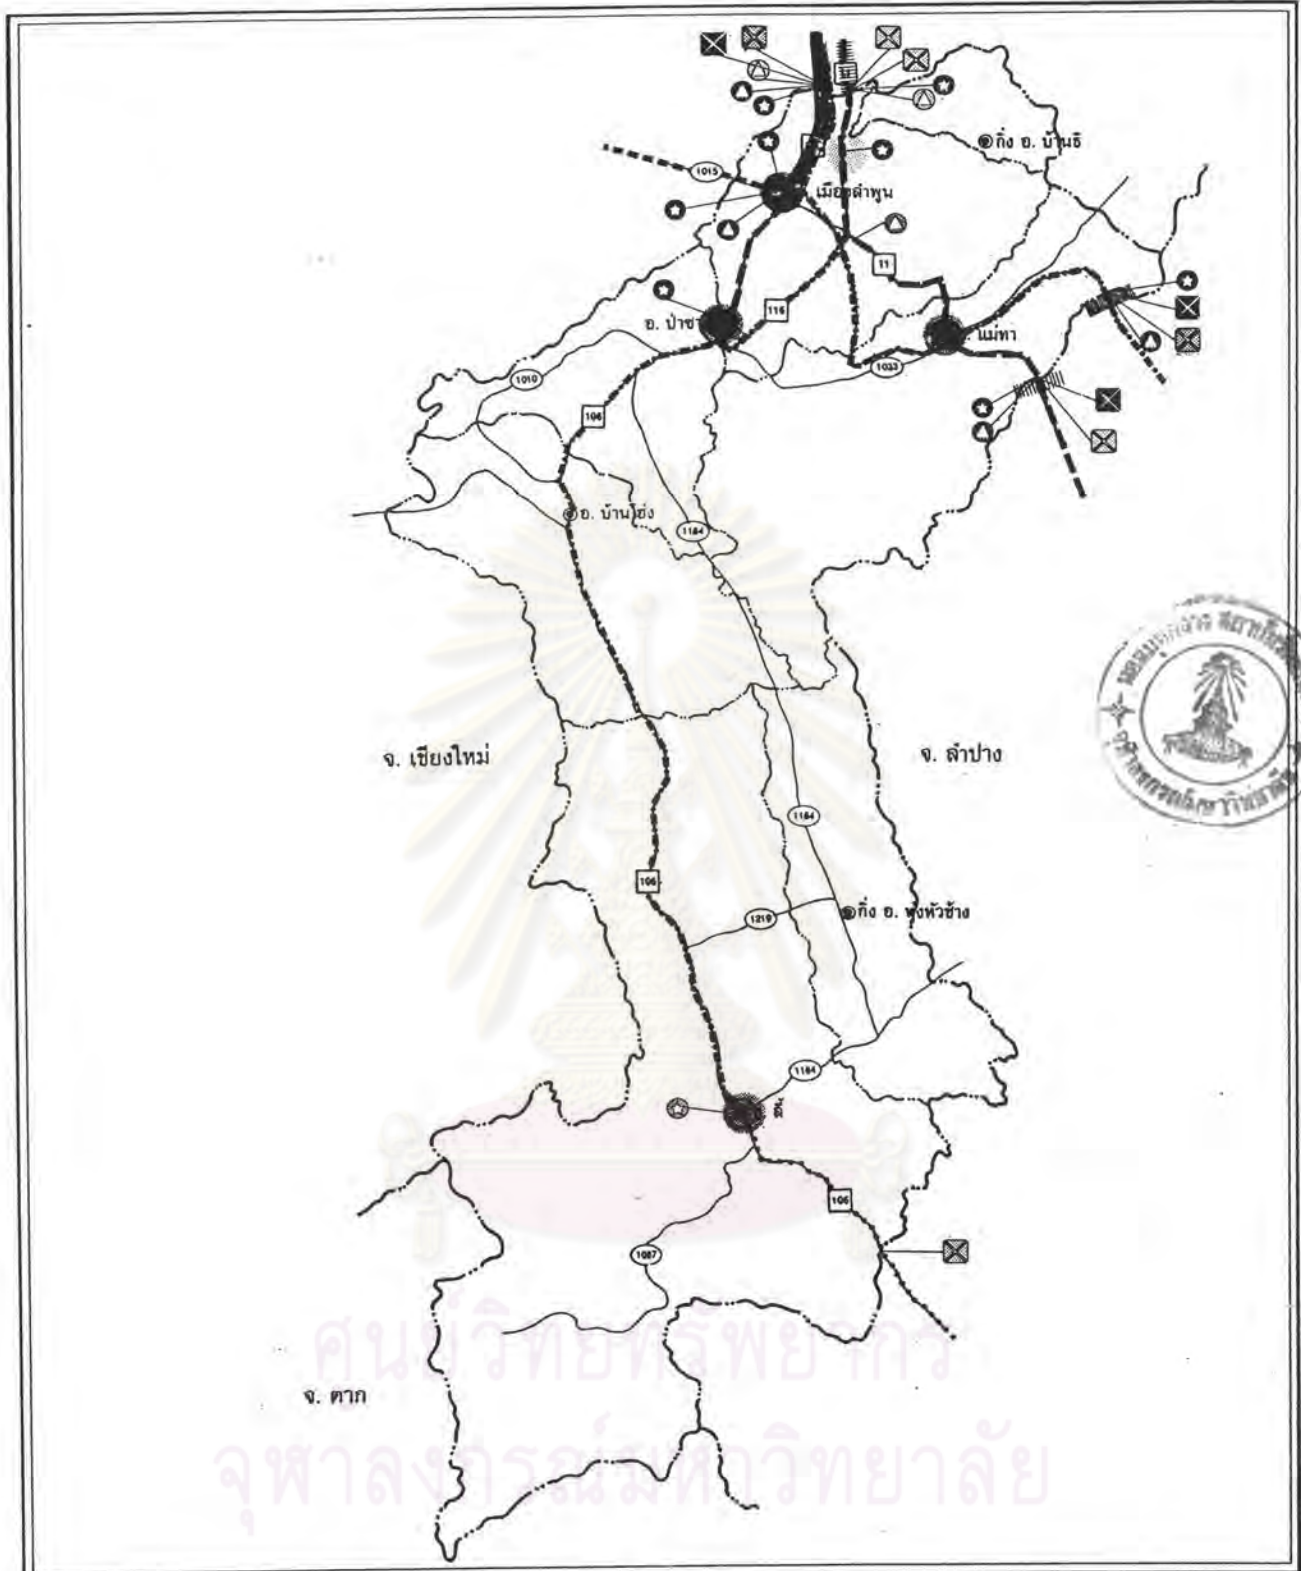 กิ่ง อ. บ้านธิ
1015
เมืองลำพูน
11
116
อ. ป่าซาง
แม่ทา
1033
1010
106
อ. บ้านโฮ่ง
1184
จ. เชียงใหม่
จ. ลำปาง
1184
106
1219
กิ่ง อ. ทุ่งหัวช้าง
1184
ลี้
106
1087
จ. ตาก
ศูนย์วิทยทรัพยากร
จุฬาลงกรณ์มหาวิทยาลัย